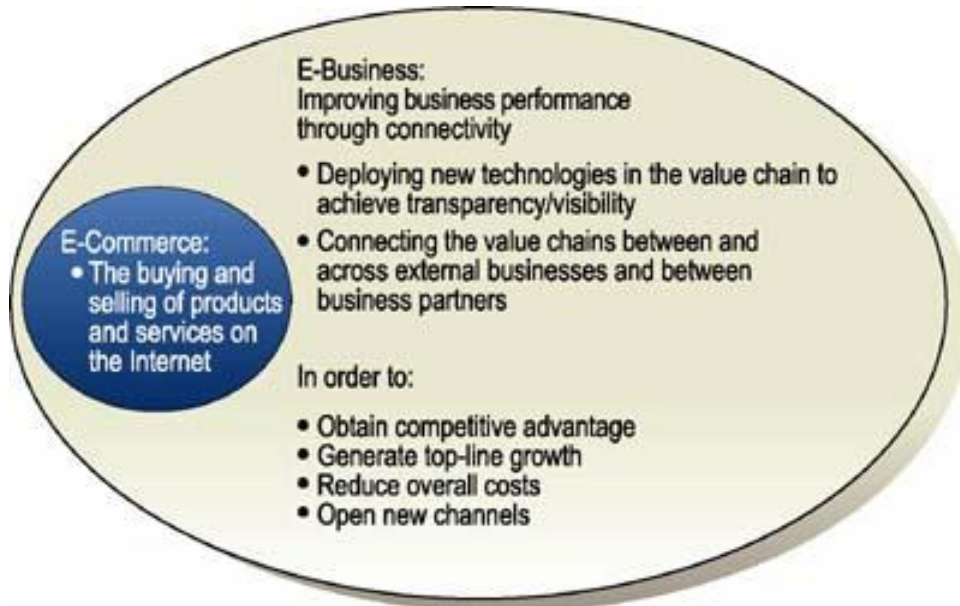 E-Business:
Improving business performance
through connectivity
• Deploying new technologies in the value chain to
achieve transparency/visibility
• Connecting the value chains between and
across external businesses and between
business partners
E-Commerce:
• The buying and
selling of products
and services on
the Internet
In order to:
• Obtain competitive advantage
• Generate top-line growth
• Reduce overall costs
• Open new channels